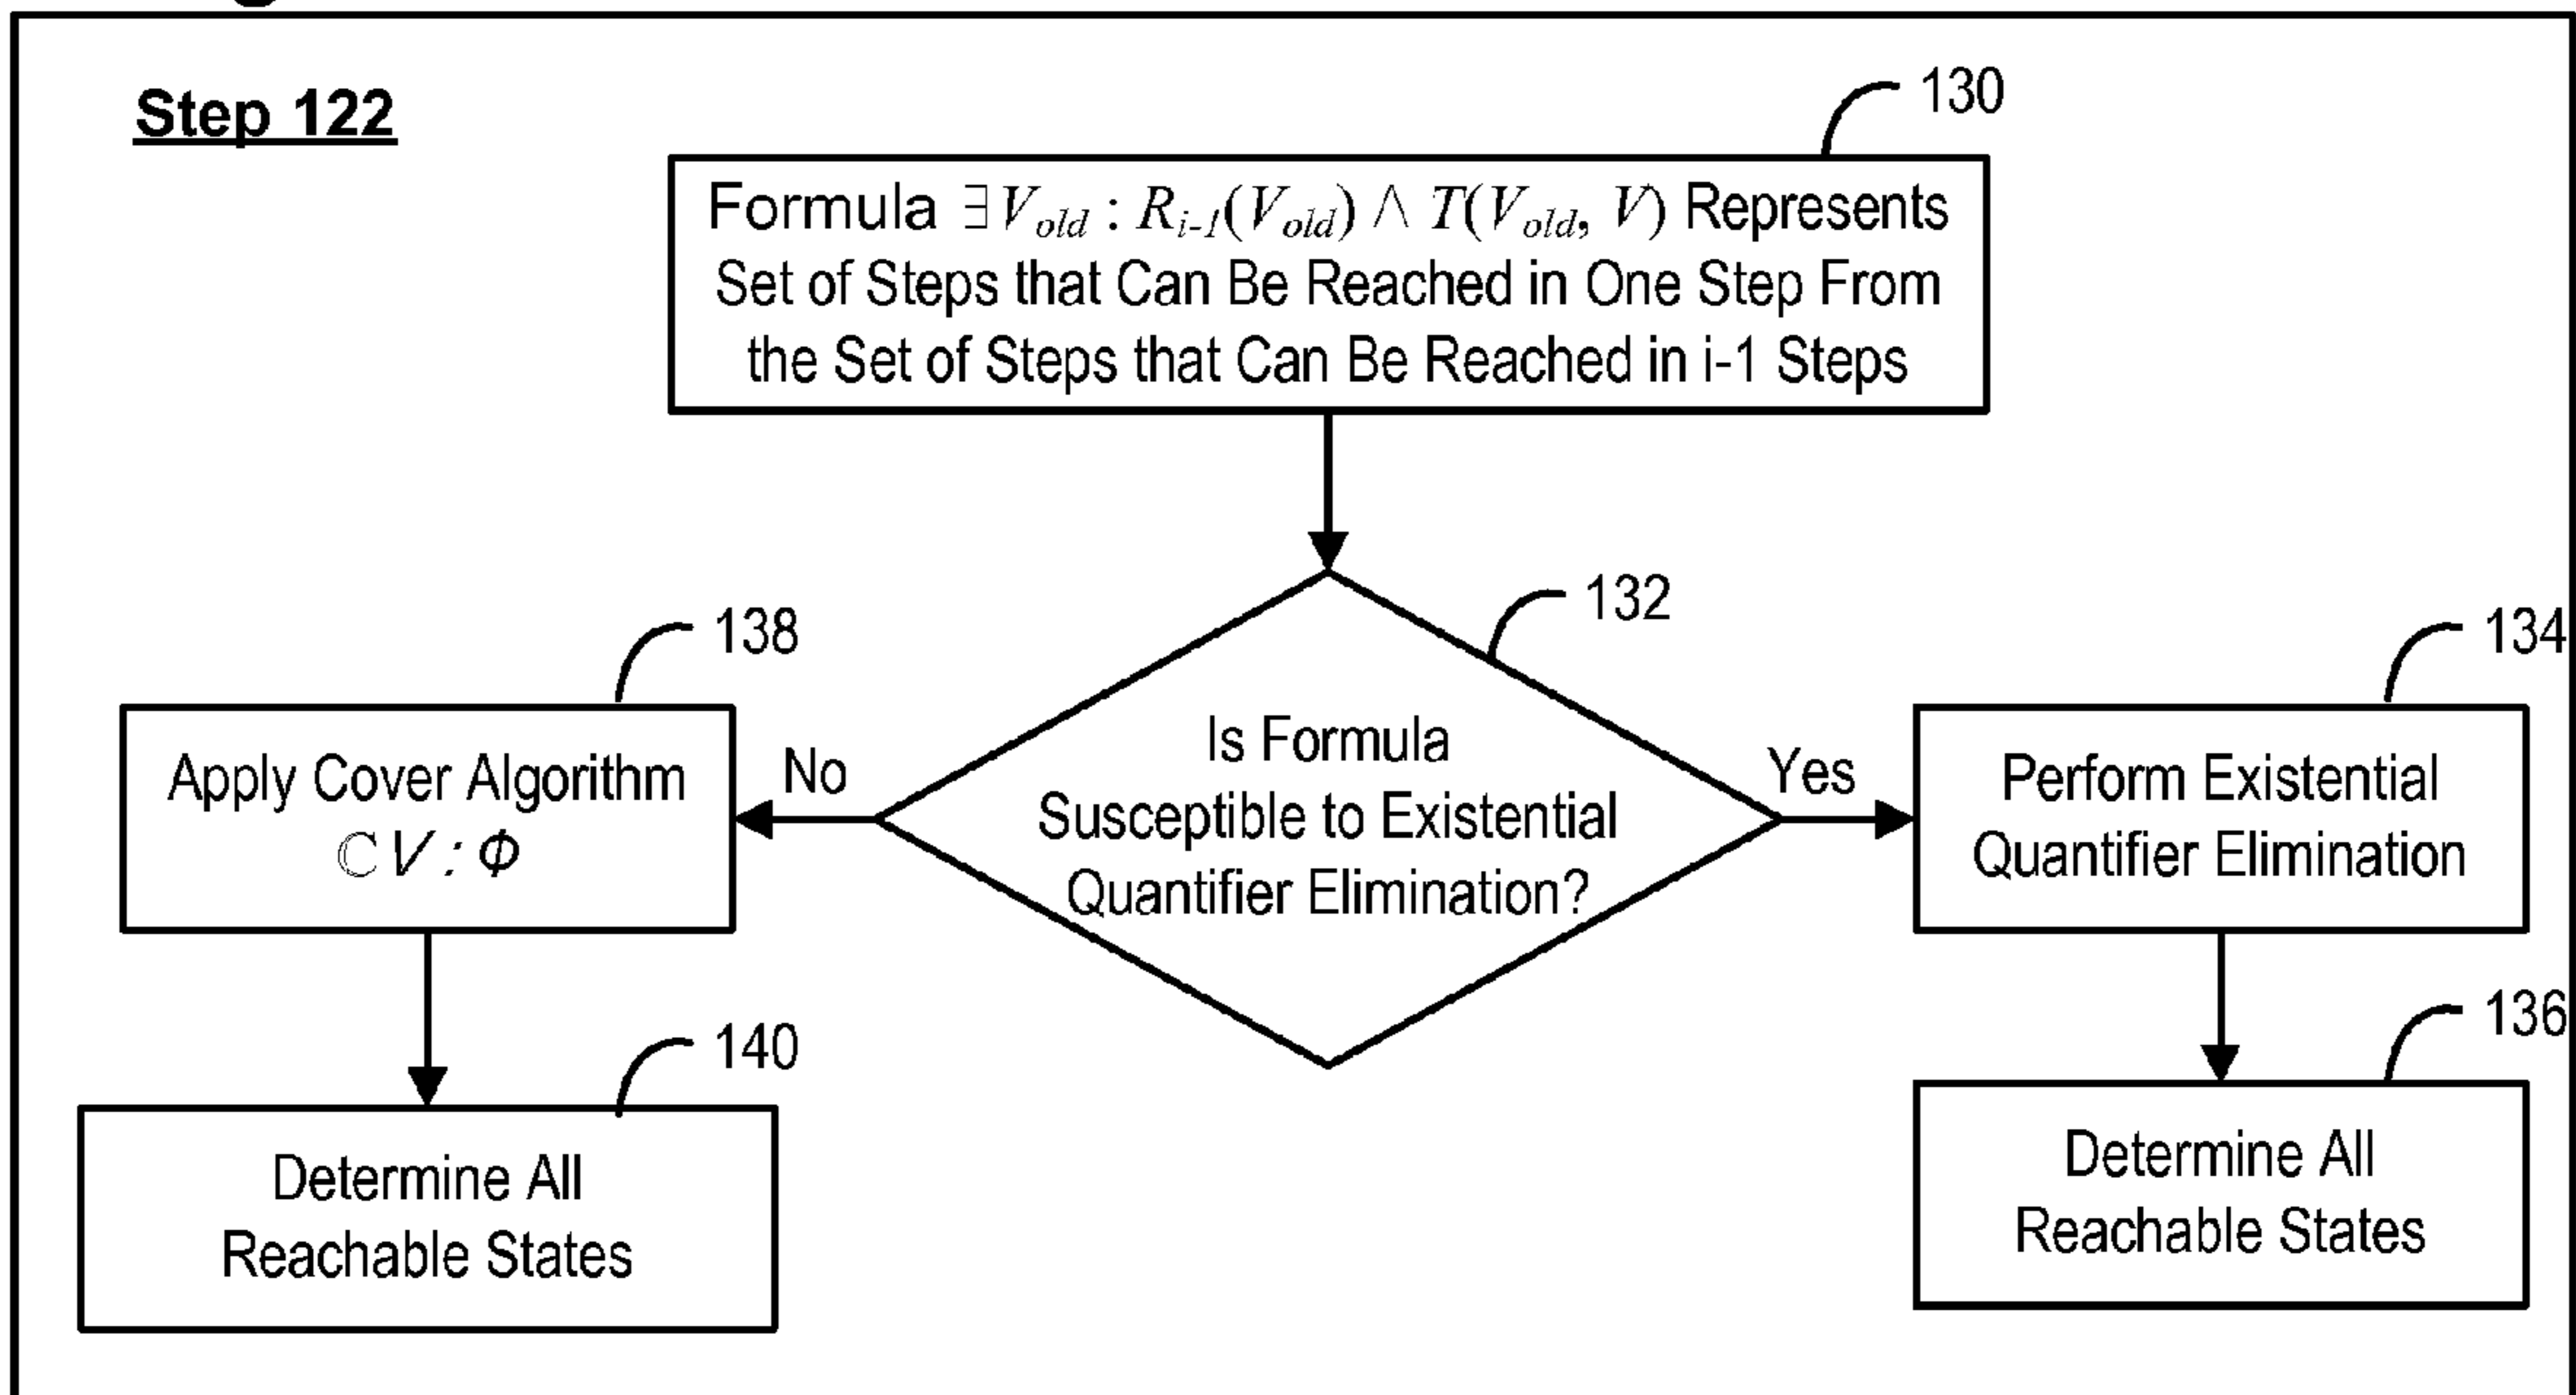 Step 122
130
Formula ∃ V_old : R_i-1(V_old) ∧ T(V_old, V) Represents
Set of Steps that Can Be Reached in One Step From
the Set of Steps that Can Be Reached in i-1 Steps
132
138
134
Is Formula
Susceptible to Existential
Quantifier Elimination?
No
Yes
Apply Cover Algorithm
ℂ V : Φ
Perform Existential
Quantifier Elimination
140
136
Determine All
Reachable States
Determine All
Reachable States